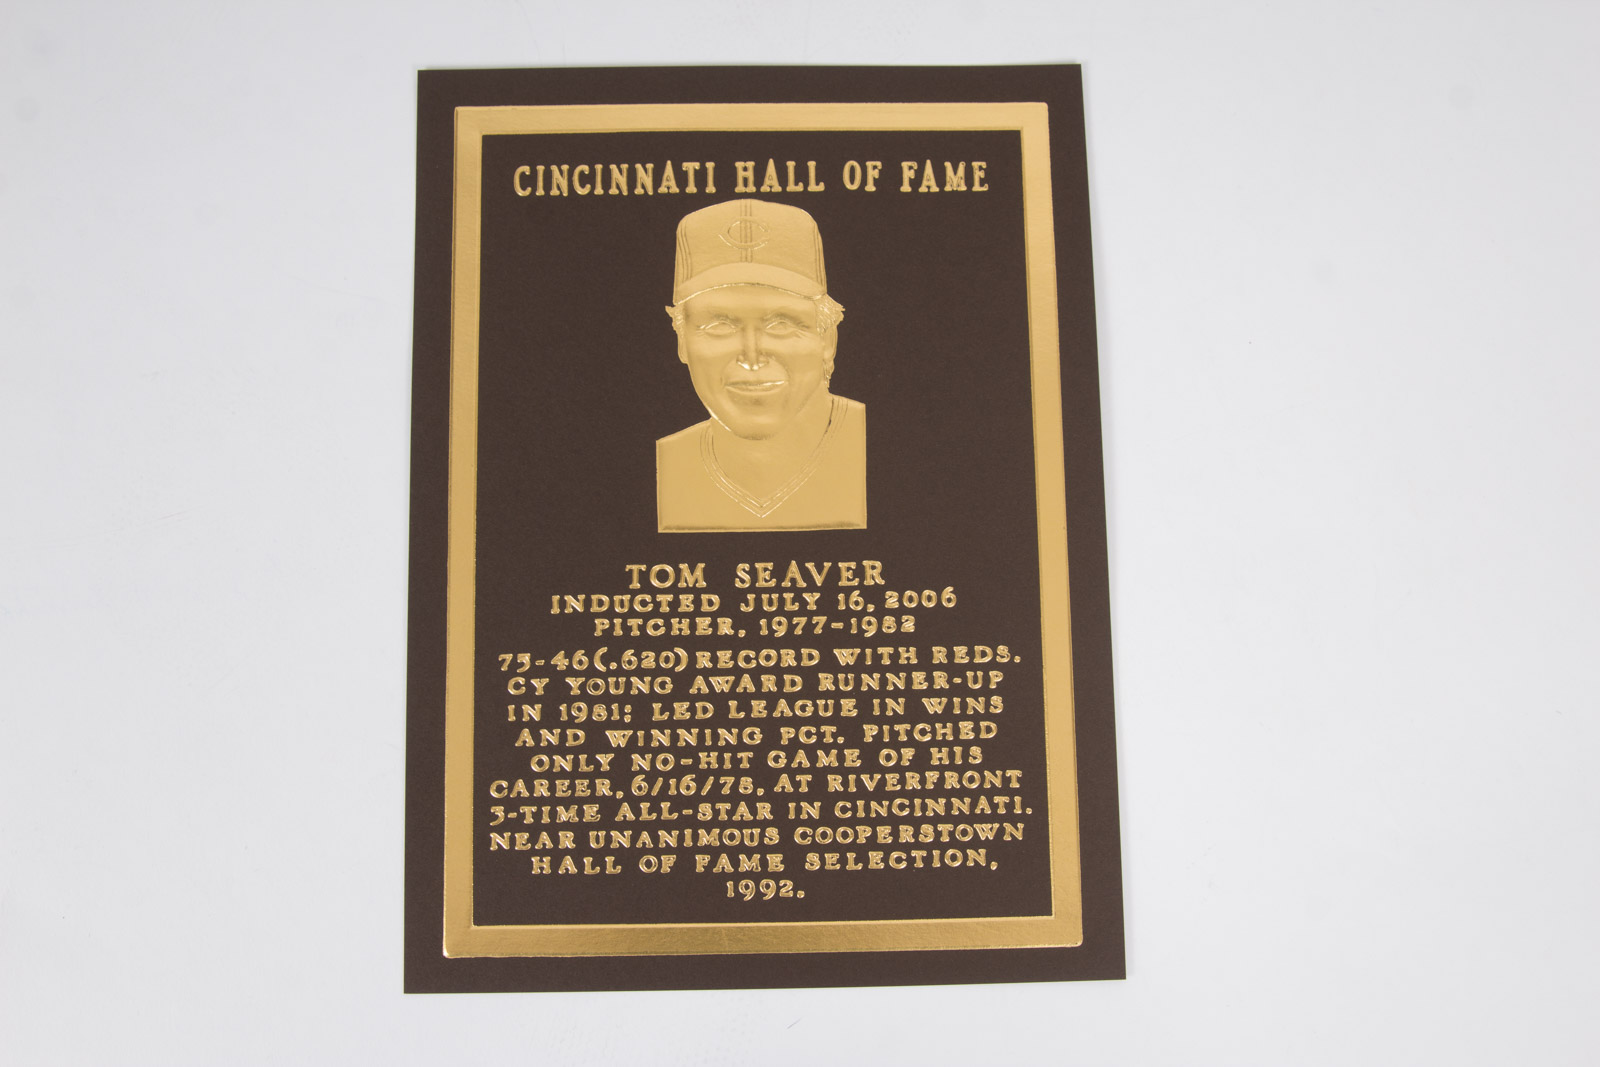 CINCINNATI HALL OF FAME
C
TOM SEAVER
INDUCTED JULY 16, 2006
PITCHER, 1977-1982
75-46(.620) RECORD WITH REDS.
CY YOUNG AWARD RUNNER-UP
IN 1981; LED LEAGUE IN WINS
AND WINNING PCT. PITCHED
ONLY NO-HIT GAME OF HIS
CAREER, 6/16/78, AT RIVERFRONT
3-TIME ALL-STAR IN CINCINNATI.
NEAR UNANIMOUS COOPERSTOWN
HALL OF FAME SELECTION,
1992.